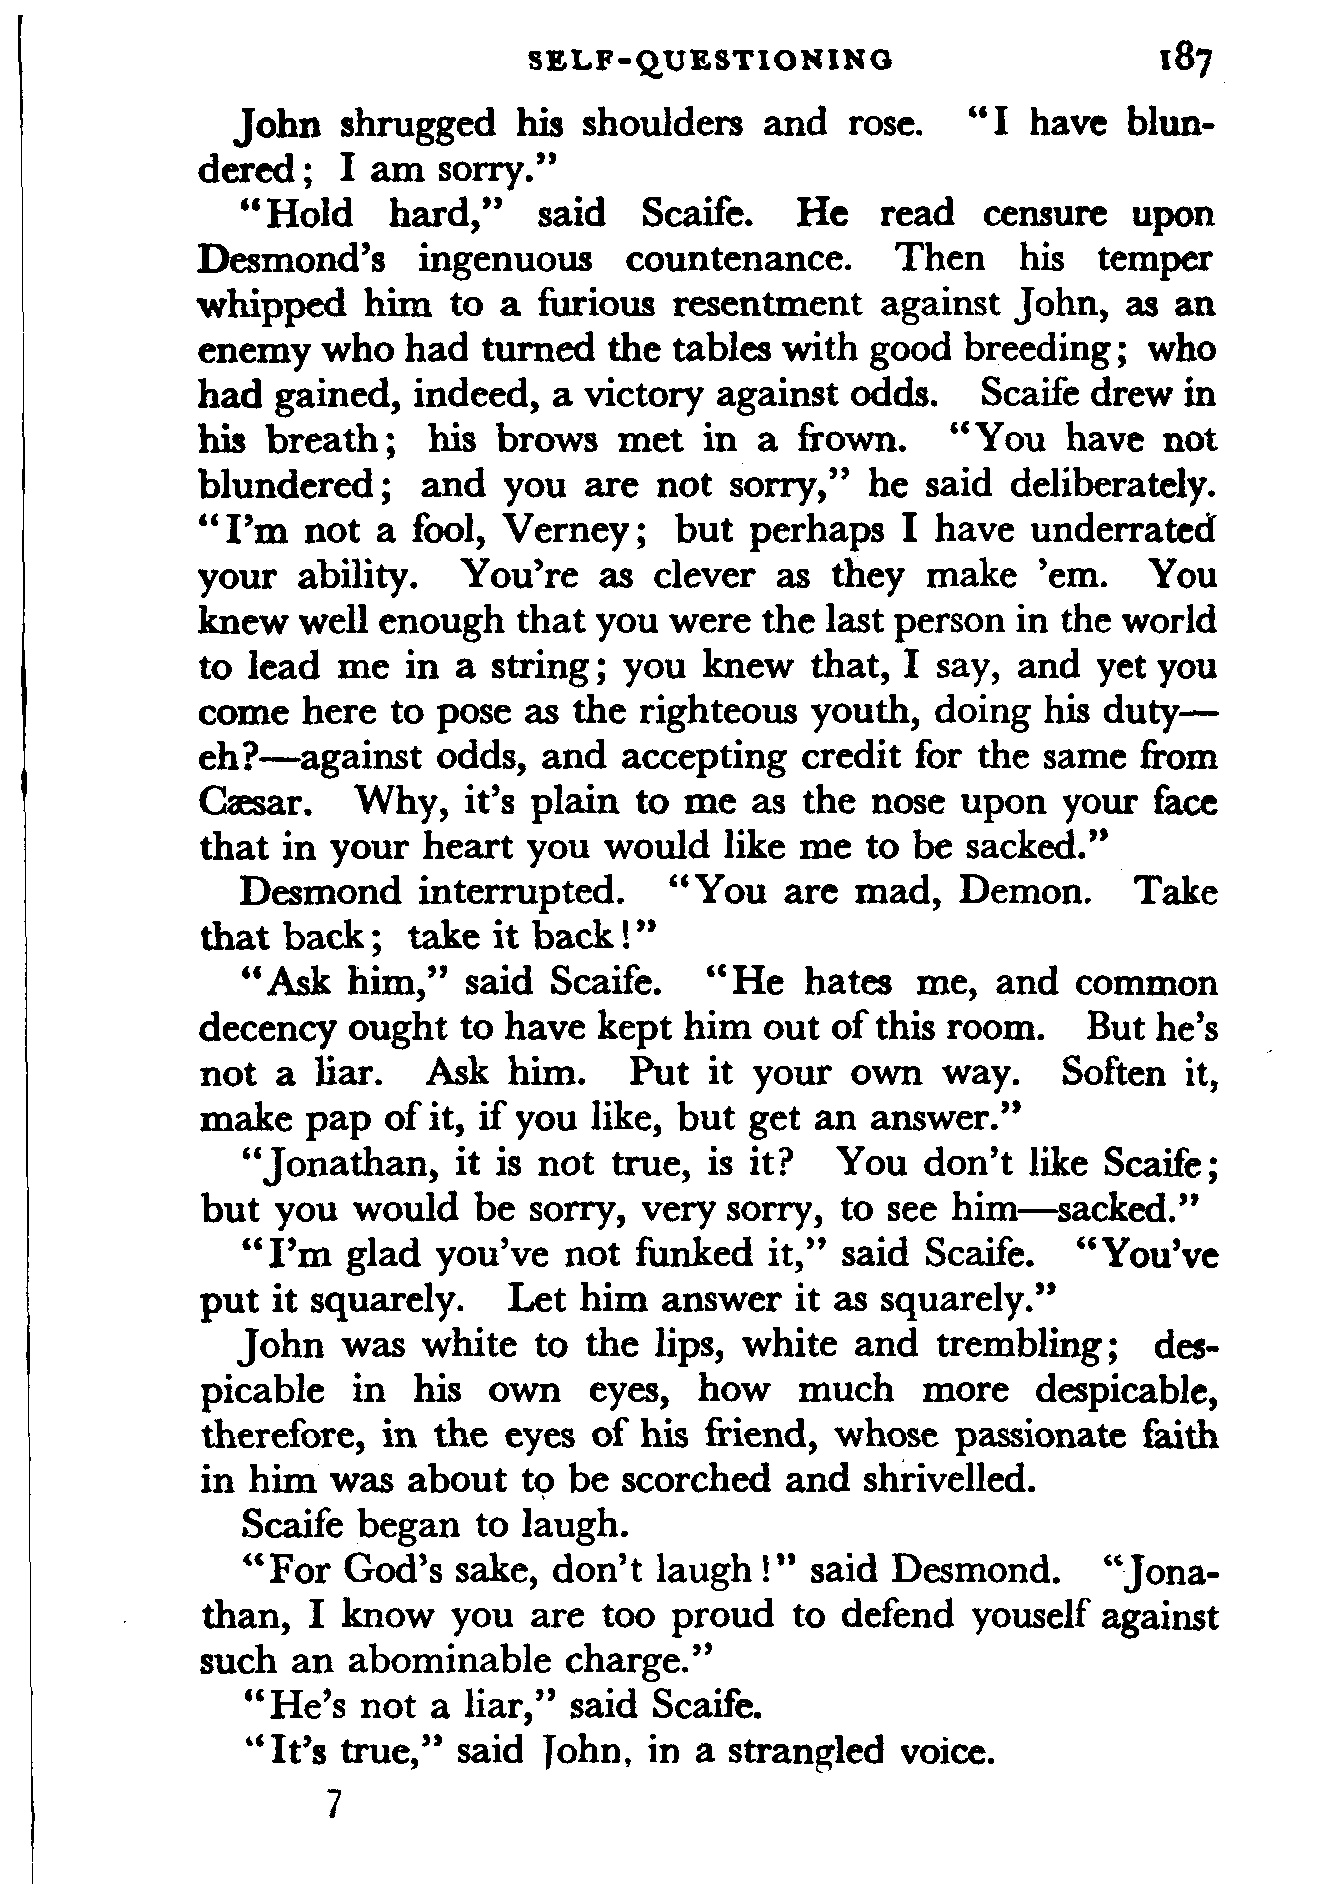 SELF-QUESTIONING 187
John shrugged his shoulders and rose. “I have blun-
dered; I am sorry.”
“Hold hard,” said Scaife. He read censure upon
Desmond’s ingenuous countenance. Then his temper
whipped him to a furious resentment against John, as an
enemy who had turned the tables with good breeding; who
had gained, indeed, a victory against odds. Scaife drew in
his breath; his brows met in a frown. “You have not
blundered; and you are not sorry,” he said deliberately.
“I’m not a fool, Verney; but perhaps I have underrated
your ability. You’re as clever as they make ’em. You
knew well enough that you were the last person in the world
to lead me in a string; you knew that, I say, and yet you
come here to pose as the righteous youth, doing his duty—
eh?—against odds, and accepting credit for the same from
Cæsar. Why, it’s plain to me as the nose upon your face
that in your heart you would like me to be sacked.”
Desmond interrupted. “You are mad, Demon. Take
that back; take it back!”
“Ask him,” said Scaife. “He hates me, and common
decency ought to have kept him out of this room. But he’s
not a liar. Ask him. Put it your own way. Soften it,
make pap of it, if you like, but get an answer.”
“Jonathan, it is not true, is it? You don’t like Scaife;
but you would be sorry, very sorry, to see him—sacked.”
“I’m glad you’ve not funked it,” said Scaife. “You’ve
put it squarely. Let him answer it as squarely.”
John was white to the lips, white and trembling; des-
picable in his own eyes, how much more despicable,
therefore, in the eyes of his friend, whose passionate faith
in him was about to be scorched and shrivelled.
Scaife began to laugh.
“For God’s sake, don’t laugh!” said Desmond. “Jona-
than, I know you are too proud to defend youself against
such an abominable charge.”
“He’s not a liar,” said Scaife.
“It’s true,” said John, in a strangled voice.
7